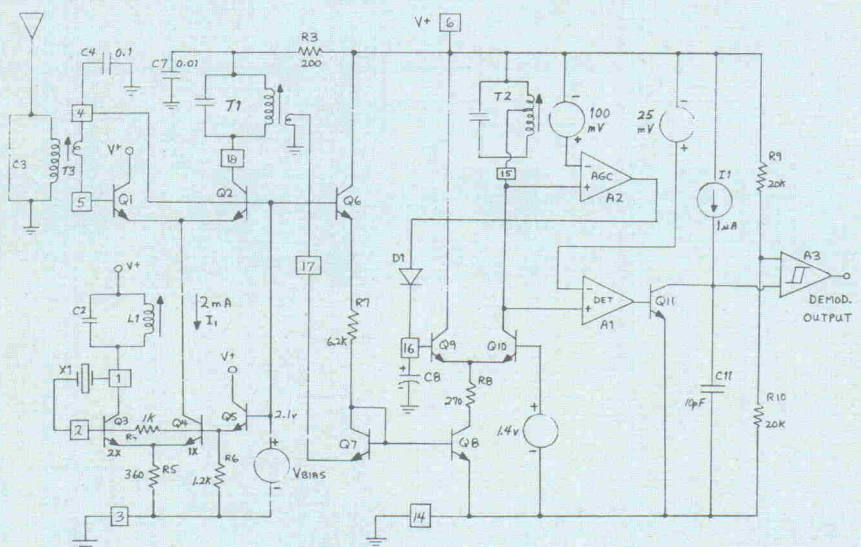 V+
6
R3
200
C4
0.1
C7
0.01
T1
T2
100
mV
25
mV
4
18
15
AGC
A2
R9
20K
C3
T3
V+
5
Q1
Q2
Q6
I1
1µA
17
D1
A3
DEMOD.
OUTPUT
V+
2mA
I1
C2
L1
R7
6.2K
DET
A1
Q11
16
Q9
Q10
C8
X1
1
V+
R8
270
C11
10pF
Q3
1K
Q4
Q5
2.1V
2
R4
2X
1X
R5
360
R6
1.2K
VBIAS
Q7
Q8
1.4V
R10
20K
3
14